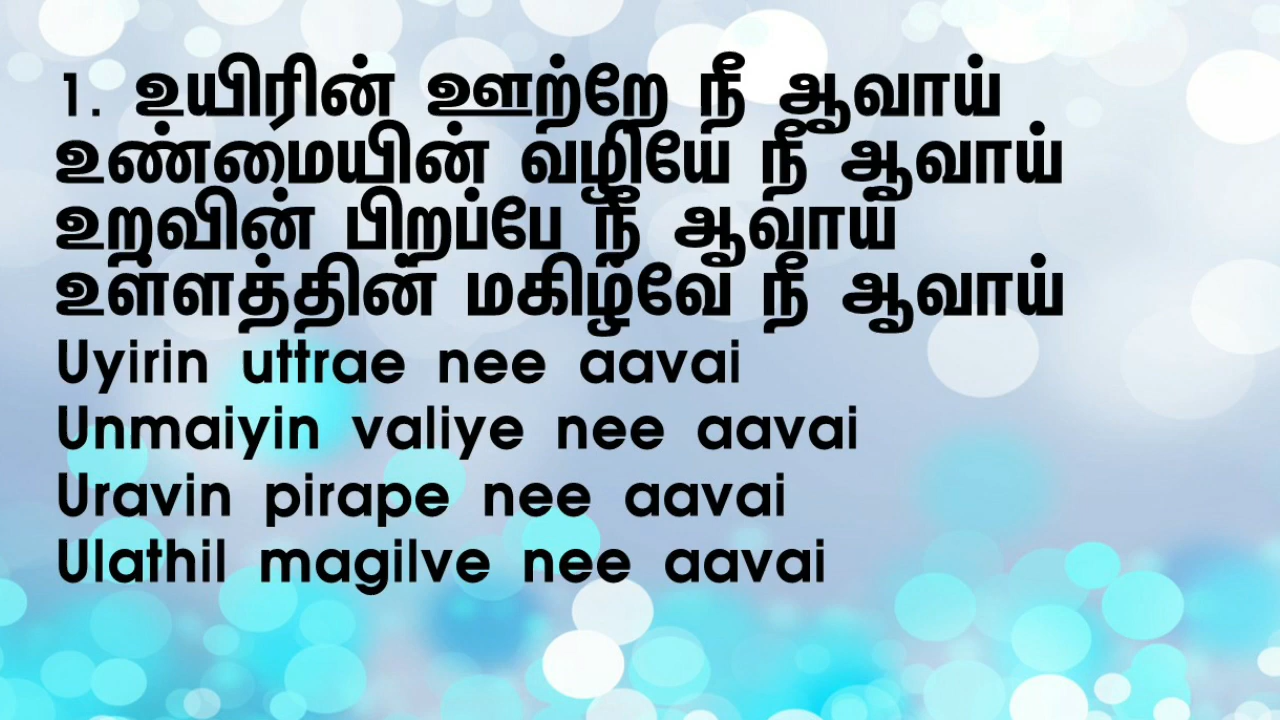 1. உயிரின் ஊற்றே நீ ஆவாய்
உண்மையின் வழியே நீ ஆவாய்
உறவின் பிறப்பே நீ ஆவாய்
உள்ளத்தின் மகிழ்வே நீ ஆவாய்
Uyirin uttrae nee aavai
Unmaiyin valiye nee aavai
Uravin pirape nee aavai
Ulathil magilve nee aavai